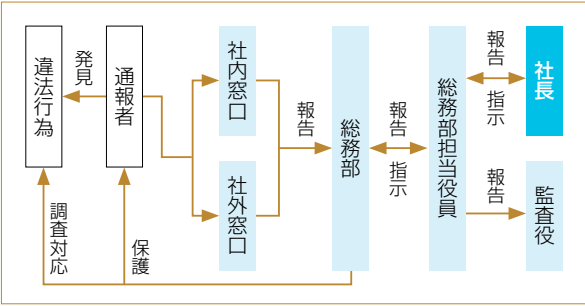 違法行為
発見
通報者
社内窓口
社外窓口
報告
総務部
報告
指示
総務部担当役員
報告
指示
社長
報告
監査役
調査対応
保護